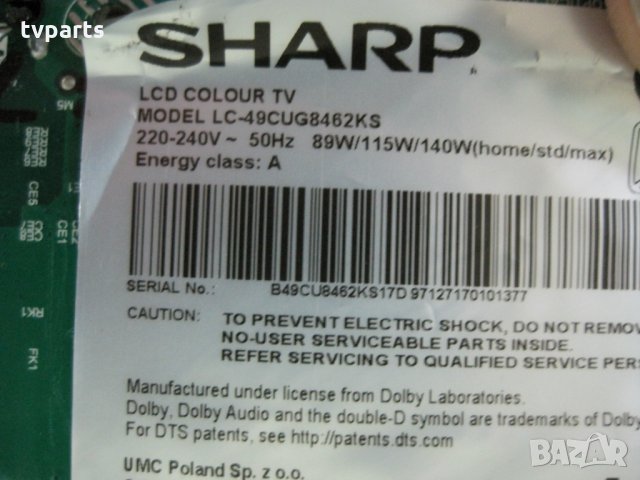 tvparts
SHARP
LCD COLOUR TV
MODEL LC-49CUG8462KS
220-240V ~ 50Hz 89W/115W/140W(home/std/max)
Energy class: A
SERIAL No.: B49CU8462KS17D 97127170101377
CAUTION: TO PREVENT ELECTRIC SHOCK, DO NOT REMOV
NO-USER SERVICEABLE PARTS INSIDE.
REFER SERVICING TO QUALIFIED SERVICE PERS
Manufactured under license from Dolby Laboratories.
Dolby, Dolby Audio and the double-D symbol are trademarks of Dolby
For DTS patents, see http://patents.dts.com
UMC Poland Sp. z o.o.
M5
CE5
CE1
CE2
RK1
FK1
BAZAR